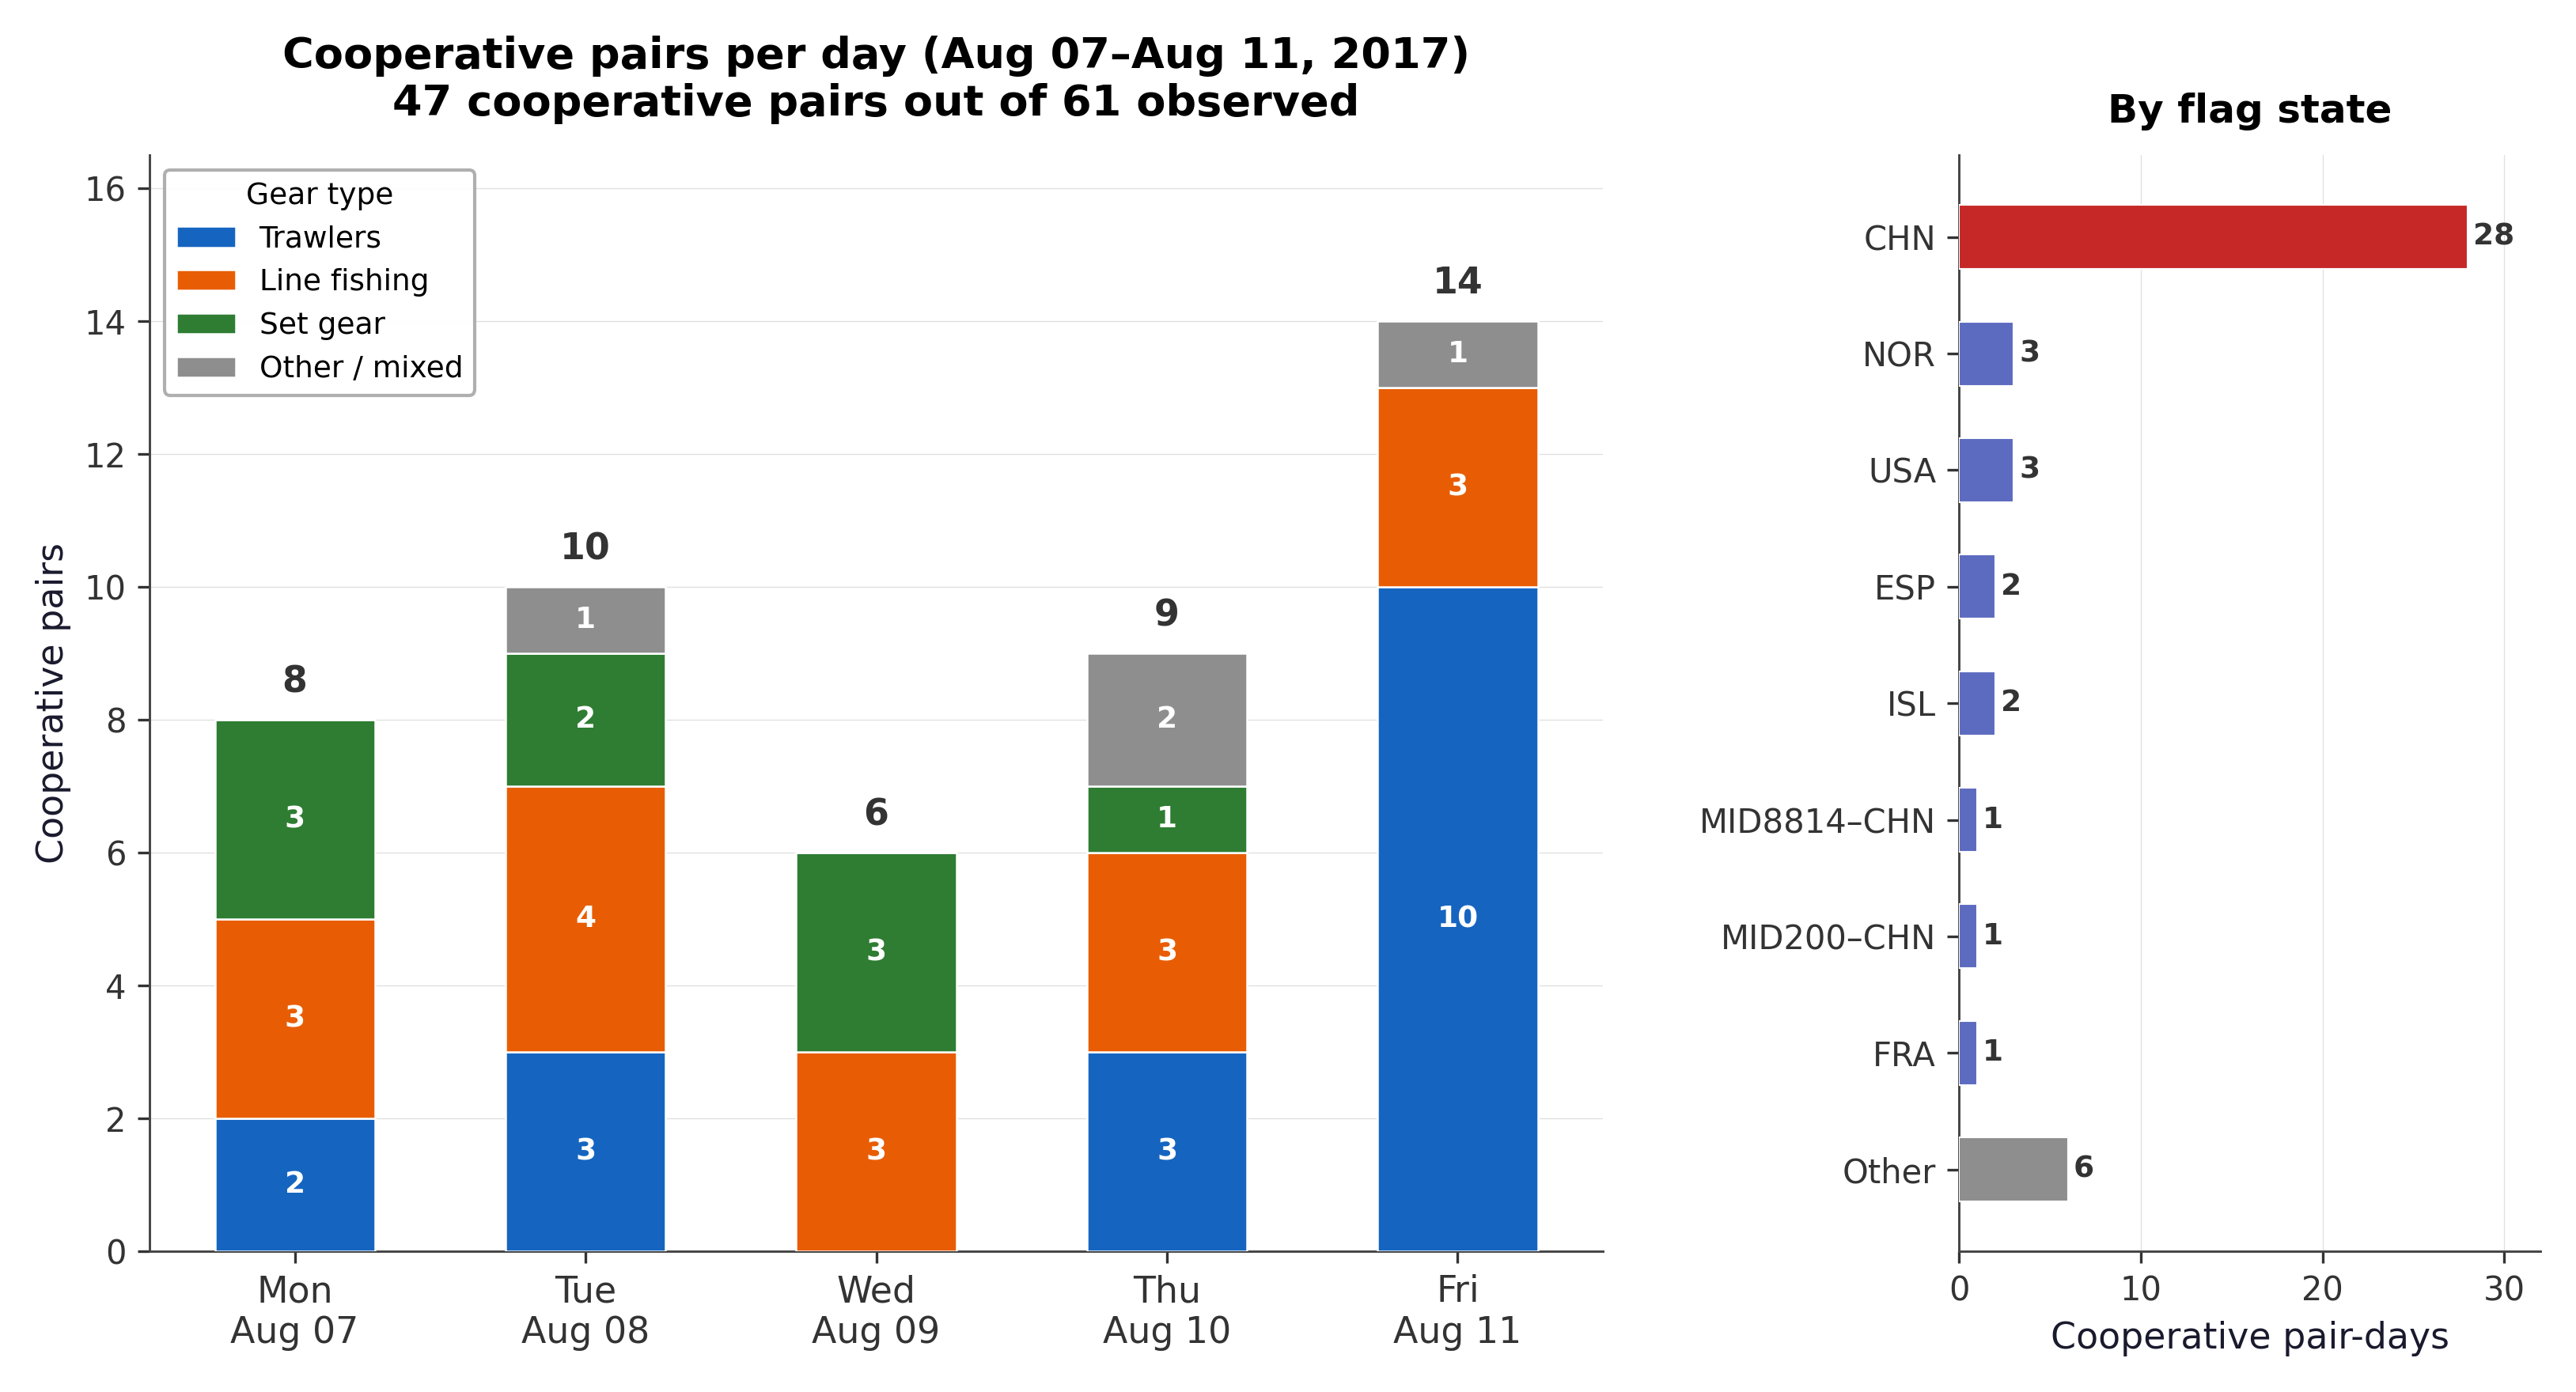 Cooperative pairs per day (Aug 07–Aug 11, 2017)
47 cooperative pairs out of 61 observed
Cooperative pairs
16
14
12
10
8
6
4
2
0
Gear type
Trawlers
Line fishing
Set gear
Other / mixed
8
3
3
2
10
1
2
4
3
6
3
3
9
2
1
3
3
14
1
3
10
Mon
Aug 07
Tue
Aug 08
Wed
Aug 09
Thu
Aug 10
Fri
Aug 11
By flag state
CHN 28
NOR 3
USA 3
ESP 2
ISL 2
MID8814–CHN 1
MID200–CHN 1
FRA 1
Other 6
0 10 20 30
Cooperative pair-days